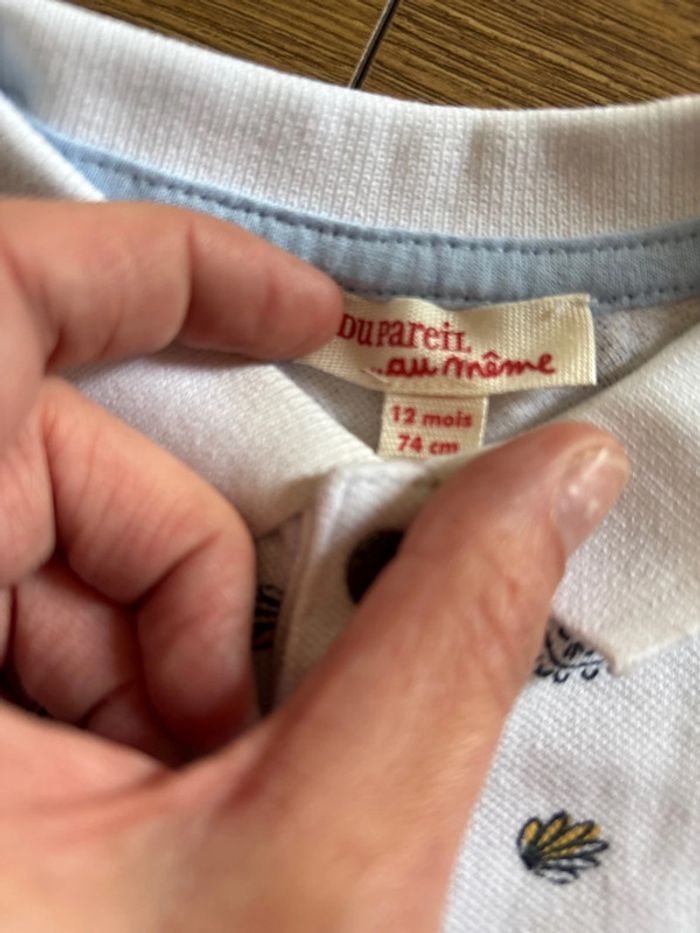 DUPAREIL
...au même
12 mois
74 cm